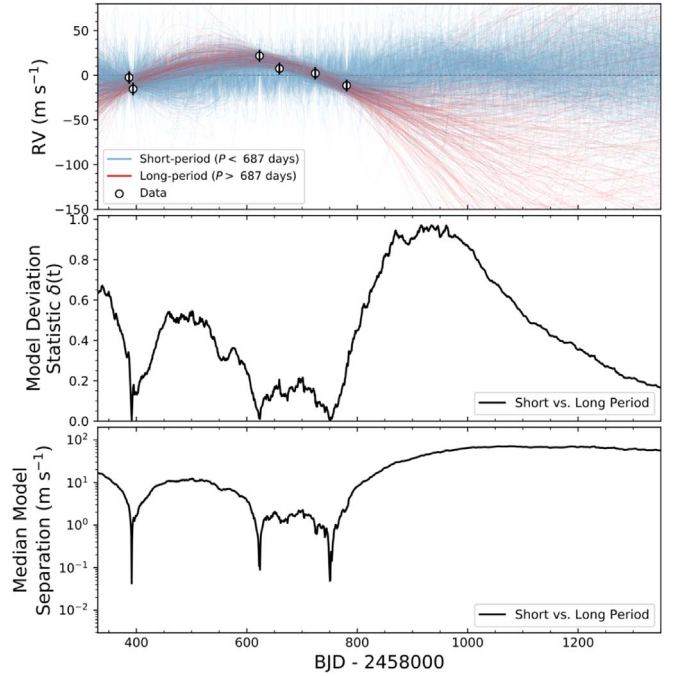 50
0
−50
−100
−150
RV (m s⁻¹)
Short-period (P < 687 days)
Long-period (P > 687 days)
Data
1.0
0.8
0.6
0.4
0.2
0.0
Model Deviation
Statistic δ(t)
Short vs. Long Period
10²
10¹
10⁰
10⁻¹
10⁻²
Median Model
Separation (m s⁻¹)
Short vs. Long Period
400 600 800 1000 1200
BJD - 2458000